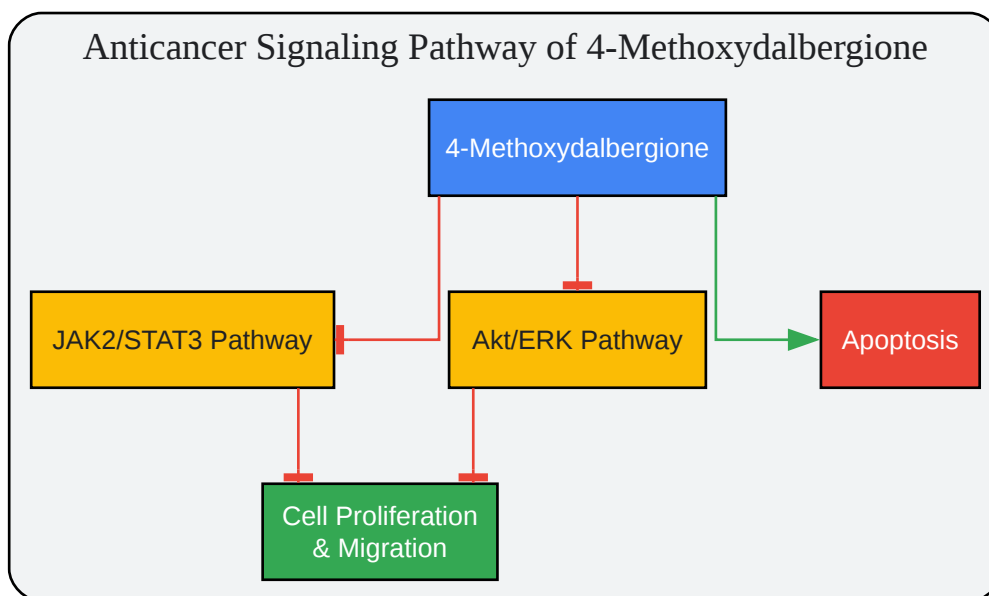 Anticancer Signaling Pathway of 4-Methoxydalbergione
4-Methoxydalbergione
JAK2/STAT3 Pathway
Akt/ERK Pathway
Apoptosis
Cell Proliferation
& Migration